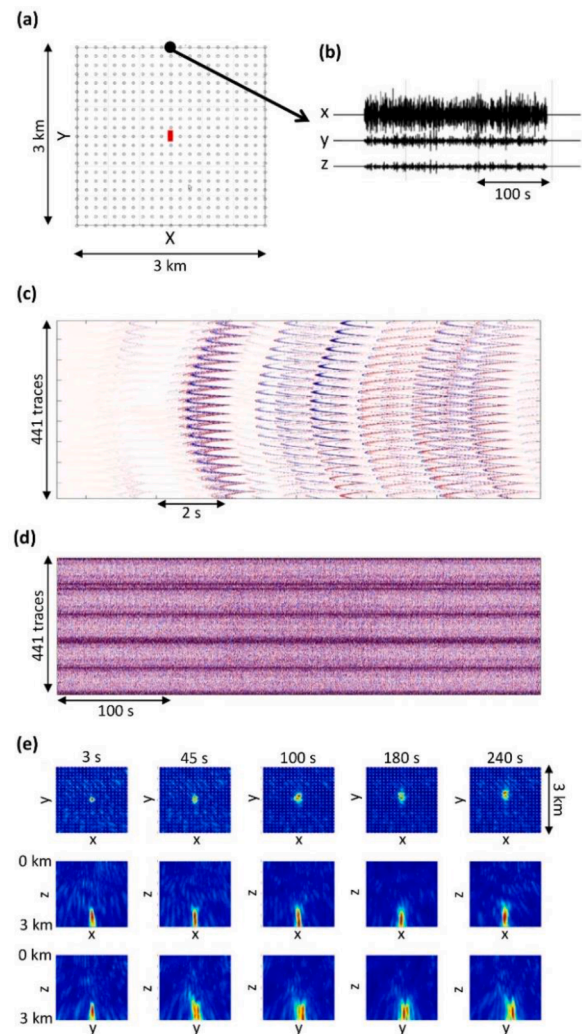 (a)
3 km
Y
X
3 km
(b)
x
y
z
100 s
(c)
441 traces
2 s
(d)
441 traces
100 s
(e)
3 s 45 s 100 s 180 s 240 s
y y y y y 3 km
x x x x x
0 km
z z z z z
3 km
x x x x x
0 km
z z z z z
3 km
y y y y y